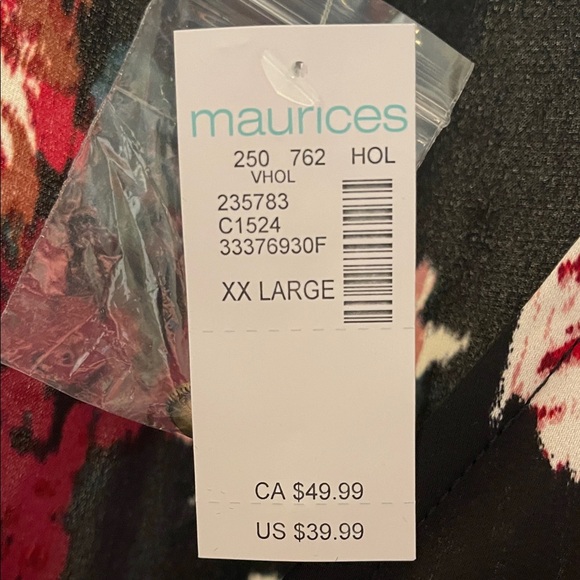 maurices
250 762 HOL
VHOL
235783
C1524
33376930F
XX LARGE
CA $49.99
US $39.99